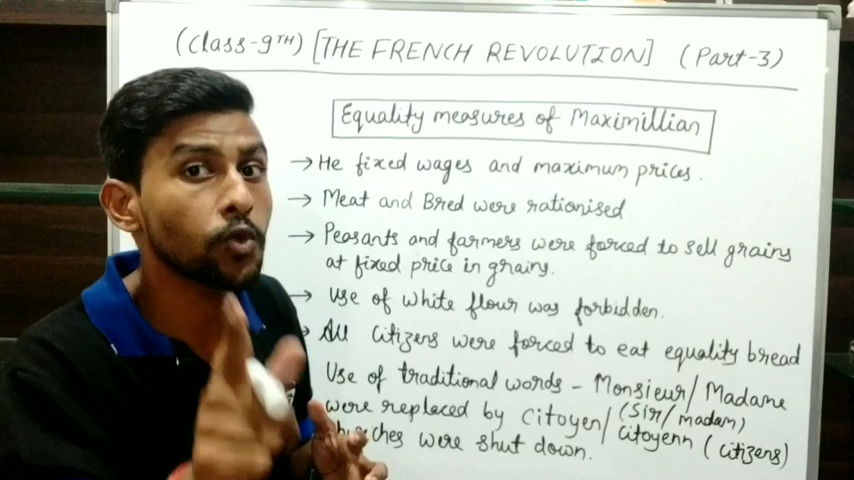 (Class-9TH) [THE FRENCH REVOLUTION] (Part-3)
Equality measures of Maximillian
→ He fixed wages and maximum prices.
→ Meat and Bred were rationised
→ Peasants and farmers were forced to sell grains
at fixed price in grains.
→ Use of white flour was forbidden.
All Citizens were forced to eat equality bread
Use of traditional words - Monsieur/Madame
(Sir/madam)
were replaced by Citoyen/Citoyenn (Citizens)
were shut down.